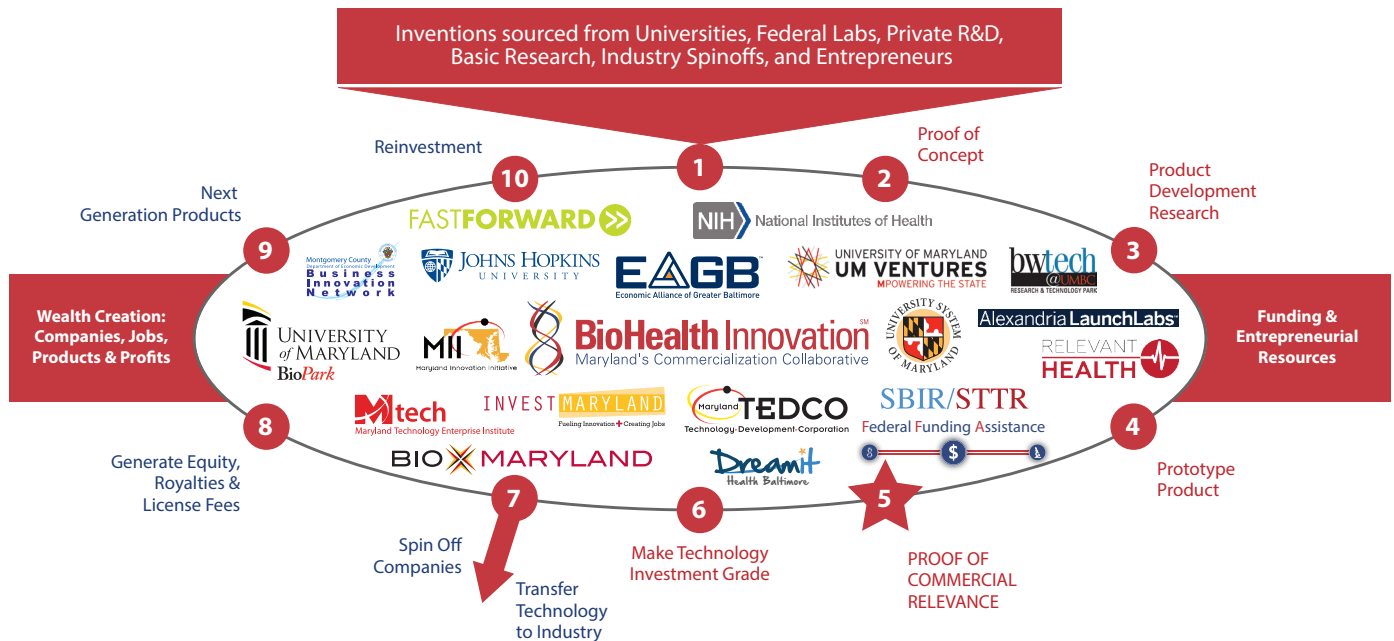 Inventions sourced from Universities, Federal Labs, Private R&D,
Basic Research, Industry Spinoffs, and Entrepreneurs
1
Proof of
Concept
2
Product
Development
Research
3
Funding &
Entrepreneurial
Resources
4
Prototype
Product
5
PROOF OF
COMMERCIAL
RELEVANCE
6
Make Technology
Investment Grade
7
Spin Off
Companies
Transfer
Technology
to Industry
8
Generate Equity,
Royalties &
License Fees
Wealth Creation:
Companies, Jobs,
Products & Profits
9
Next
Generation Products
10
Reinvestment
FASTFORWARD
NIH National Institutes of Health
Montgomery County
Department of Economic Development
Business
Innovation
Network
JOHNS HOPKINS
UNIVERSITY
EAGB™
Economic Alliance of Greater Baltimore
UNIVERSITY OF MARYLAND
UM VENTURES
MPOWERING THE STATE
bwtech
@UMBC
RESEARCH & TECHNOLOGY PARK
UNIVERSITY
of MARYLAND
BioPark
MII
Maryland Innovation Initiative
BioHealth Innovation℠
Maryland's Commercialization Collaborative
UNIVERSITY SYSTEM
OF MARYLAND
Alexandria LaunchLabs
RELEVANT
HEALTH
Mtech
Maryland Technology Enterprise Institute
INVESTMARYLAND
Fueling Innovation + Creating Jobs
Maryland TEDCO
Technology·Development·Corporation
SBIR/STTR
Federal Funding Assistance
$
BIO MARYLAND
DreamIt
Health Baltimore